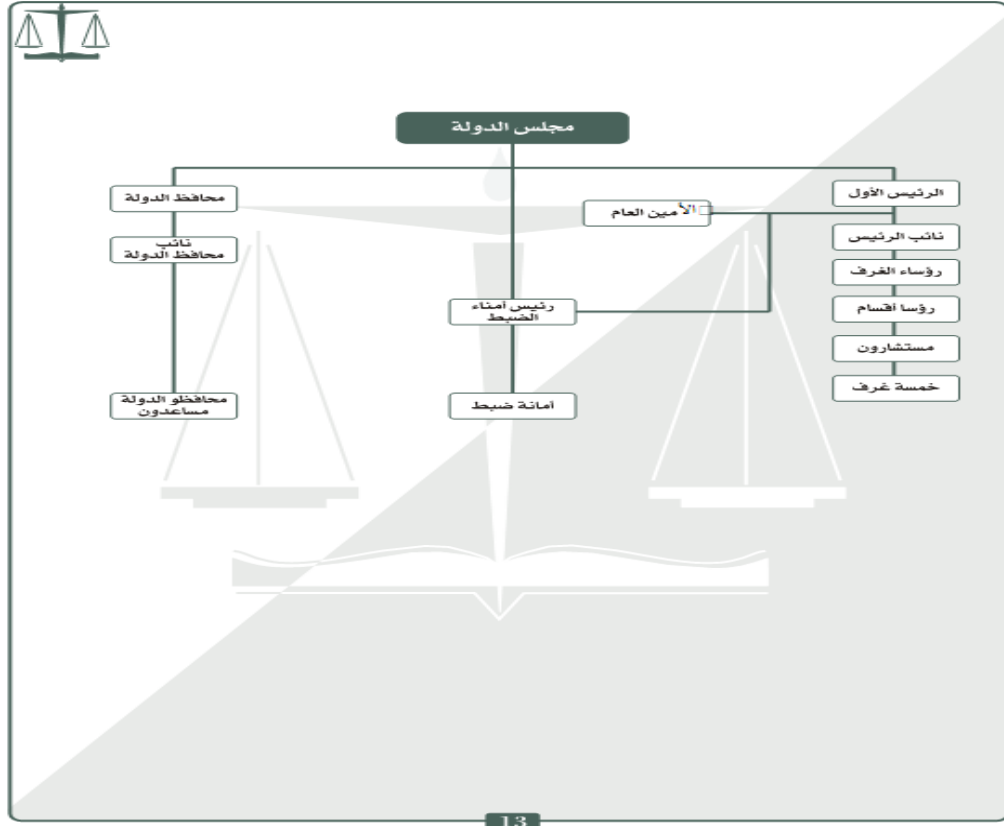 مجلس الدولة
الرئيس الأول
الأمين العام
نائب الرئيس
رؤساء الغرف
رؤسا أقسام
مستشارون
خمسة غرف
رئيس أمناء
الضبط
أمانة ضبط
محافظ الدولة
نائب
محافظ الدولة
محافظو الدولة
مساعدون
13